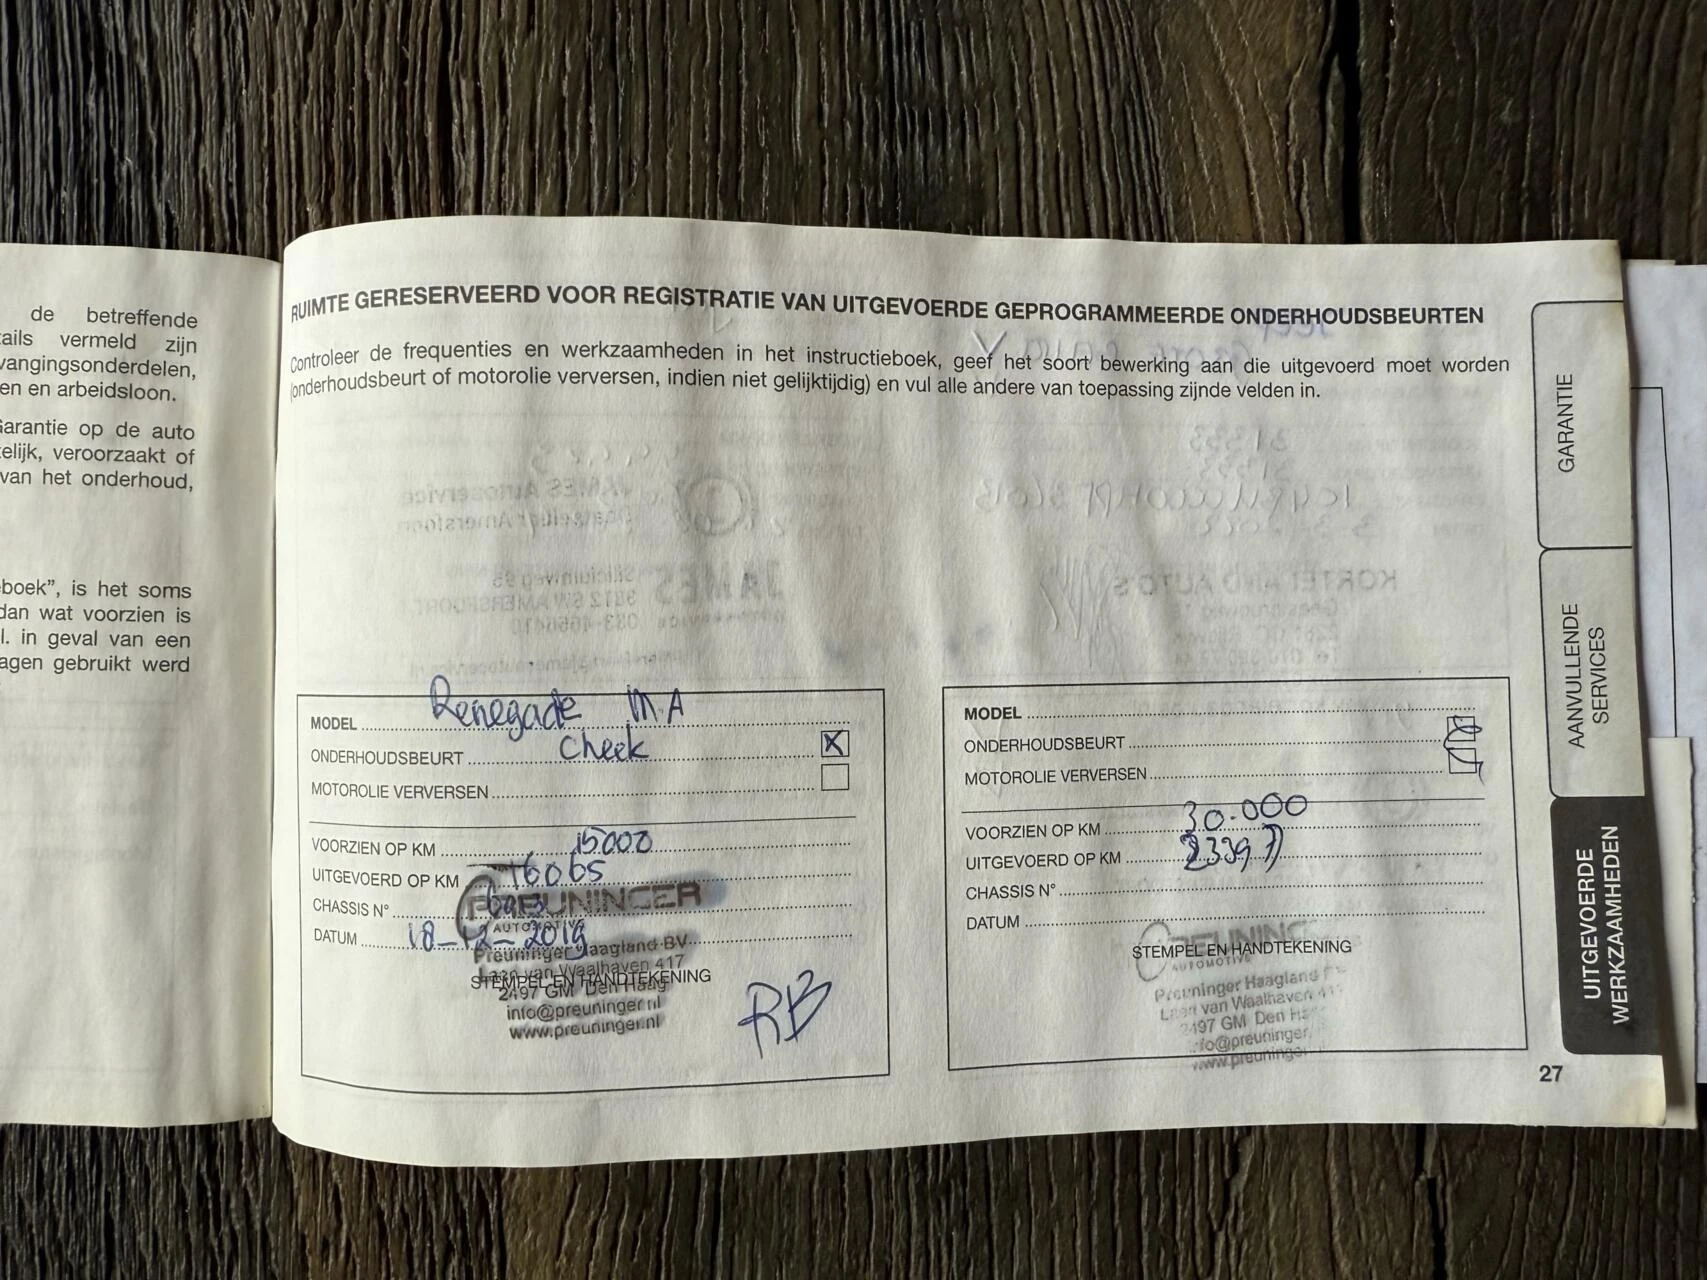 de betreffende
ails vermeld zijn
vangingsonderdelen,
en en arbeidsloon.
Garantie op de auto
elijk, veroorzaakt of
van het onderhoud,
boek”, is het soms
dan wat voorzien is
l. in geval van een
agen gebruikt werd
RUIMTE GERESERVEERD VOOR REGISTRATIE VAN UITGEVOERDE GEPROGRAMMEERDE ONDERHOUDSBEURTEN
Controleer de frequenties en werkzaamheden in het instructieboek, geef het soort bewerking aan die uitgevoerd moet worden
(onderhoudsbeurt of motorolie verversen, indien niet gelijktijdig) en vul alle andere van toepassing zijnde velden in.
MODEL Renegade M.A
ONDERHOUDSBEURT Check X
MOTOROLIE VERVERSEN
VOORZIEN OP KM 15000
UITGEVOERD OP KM 16065
CHASSIS N°
DATUM 18-12-2019
STEMPEL EN HANDTEKENING
PREUNINGER
AUTOMOTIVE
Preuninger Haagland BV
Laan van Waalhaven 417
2497 GM Den Haag
info@preuninger.nl
www.preuninger.nl
RB
MODEL
ONDERHOUDSBEURT
MOTOROLIE VERVERSEN
VOORZIEN OP KM 30.000
UITGEVOERD OP KM
CHASSIS N°
DATUM
STEMPEL EN HANDTEKENING
PREUNING
AUTOMOTIVE
Preuninger Haagland
Laan van Waalhaven 41
2497 GM Den Ha
fo@preuninger.
www.preuninger
27
GARANTIE
AANVULLENDE
SERVICES
UITGEVOERDE
WERKZAAMHEDEN